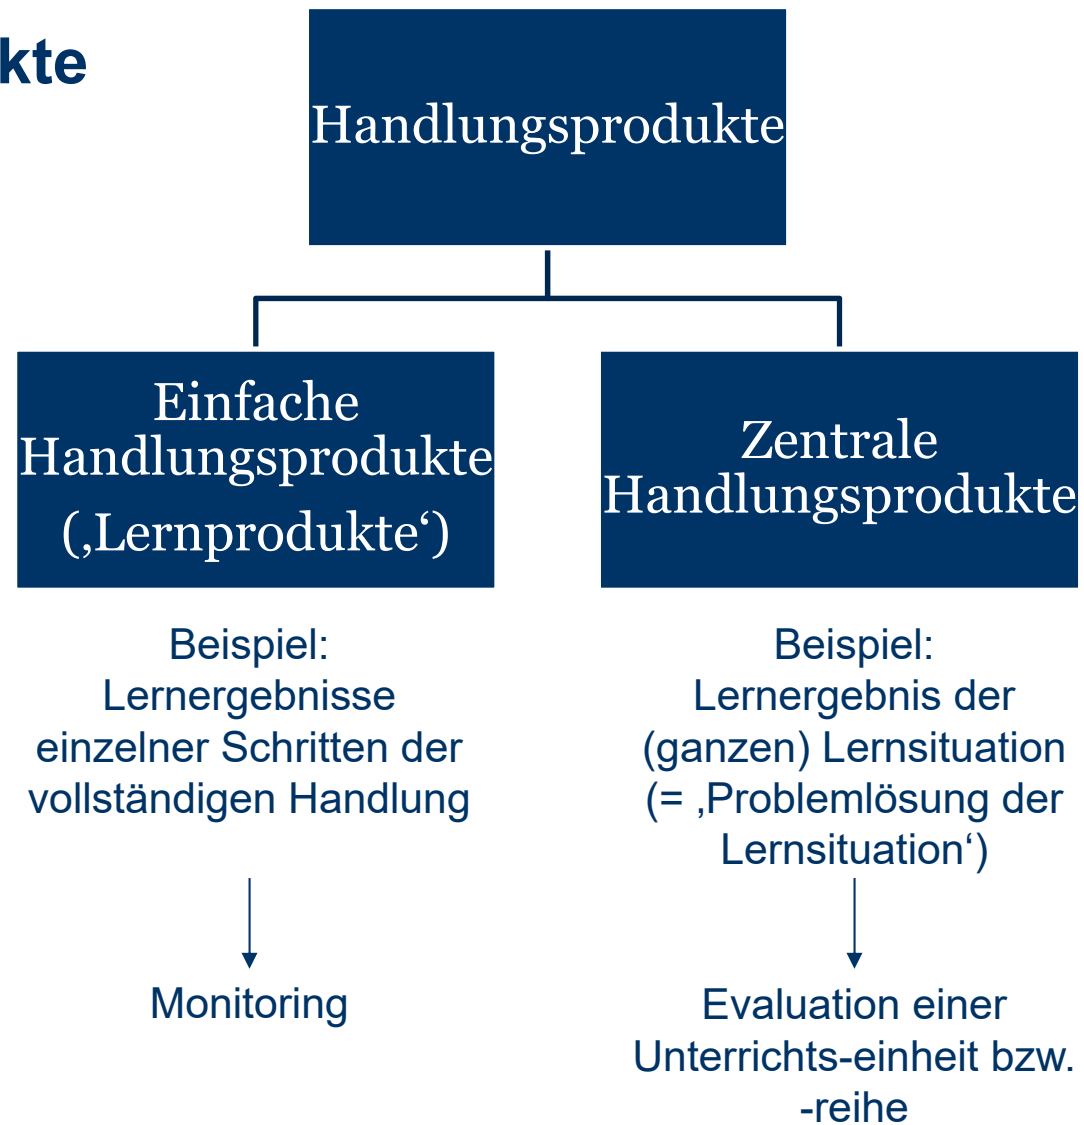 kte
Handlungsprodukte
Einfache
Handlungsprodukte
(‚Lernprodukte‘)
Zentrale
Handlungsprodukte
Beispiel:
Lernergebnisse
einzelner Schritten der
vollständigen Handlung
Beispiel:
Lernergebnis der
(ganzen) Lernsituation
(= ‚Problemlösung der
Lernsituation‘)
Monitoring
Evaluation einer
Unterrichts-einheit bzw.
-reihe